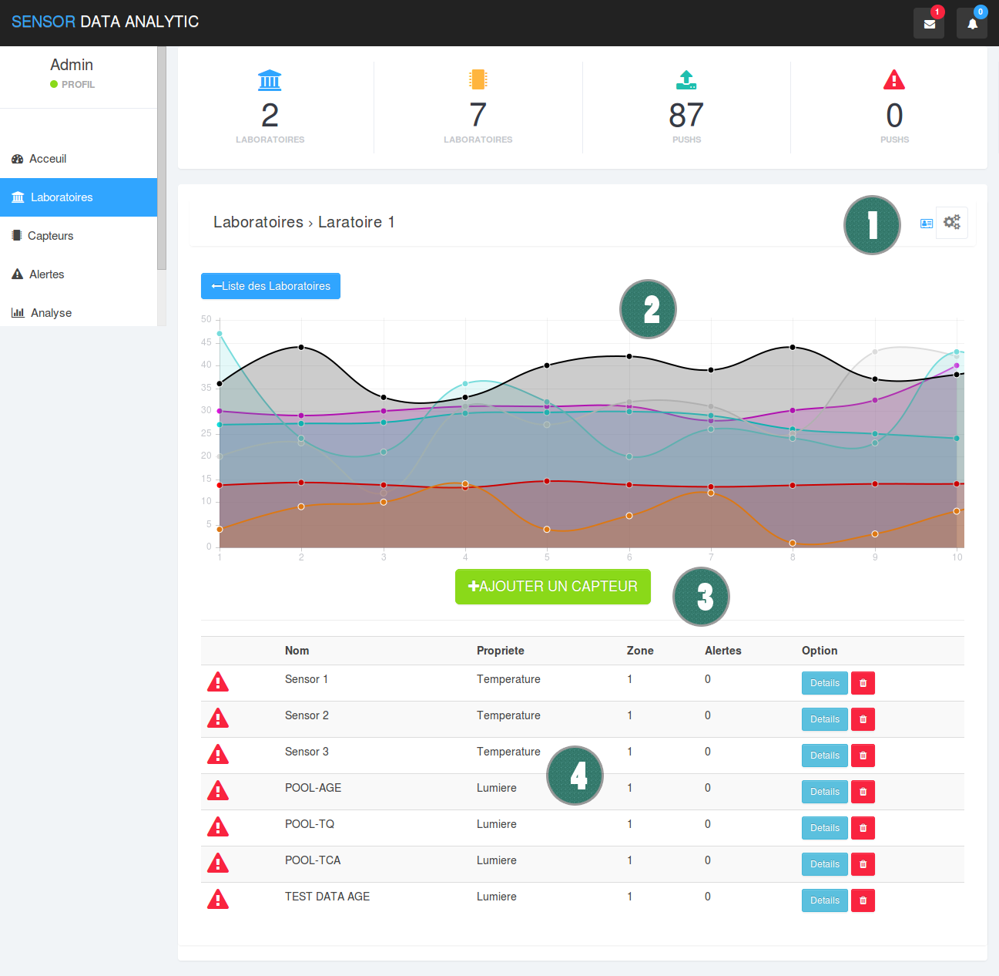 SENSOR DATA ANALYTIC
1
0
Admin
PROFIL
Acceuil
Laboratoires
Capteurs
Alertes
Analyse
2
LABORATOIRES
7
LABORATOIRES
87
PUSHS
0
PUSHS
Laboratoires › Laratoire 1
1
Liste des Laboratoires
2
50
45
40
35
30
25
20
15
10
5
0
1 2 3 4 5 6 7 8 9 10
AJOUTER UN CAPTEUR
3
Nom Propriete Zone Alertes Option
Sensor 1 Temperature 1 0 Details
Sensor 2 Temperature 1 0 Details
Sensor 3 Temperature 1 0 Details
4
POOL-AGE Lumiere 1 0 Details
POOL-TQ Lumiere 1 0 Details
POOL-TCA Lumiere 1 0 Details
TEST DATA AGE Lumiere 1 0 Details